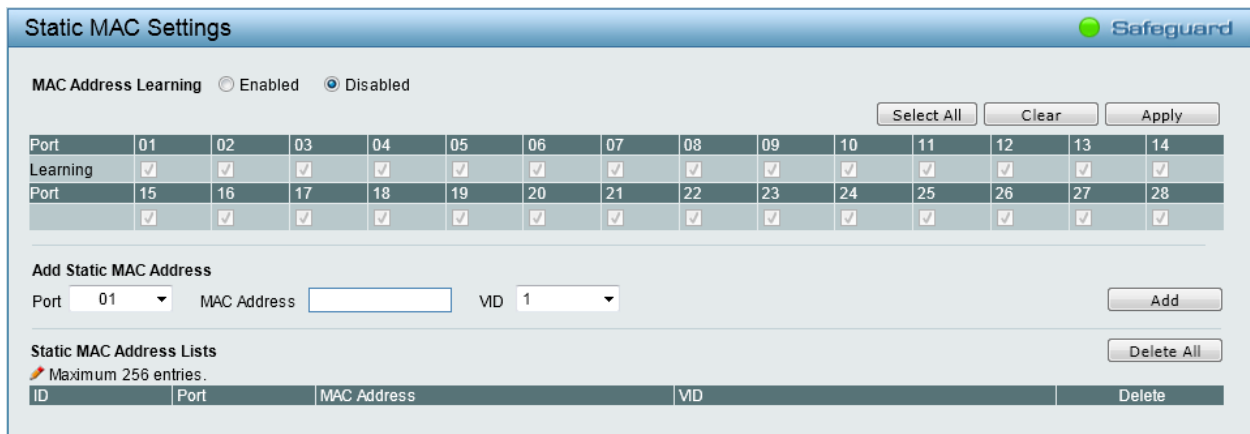 Static MAC Settings
Safeguard
MAC Address Learning Enabled Disabled
Select All Clear Apply
Port 01 02 03 04 05 06 07 08 09 10 11 12 13 14
Learning
Port 15 16 17 18 19 20 21 22 23 24 25 26 27 28
Add Static MAC Address
Port 01 MAC Address VID 1 Add
Static MAC Address Lists Delete All
Maximum 256 entries.
ID Port MAC Address VID Delete